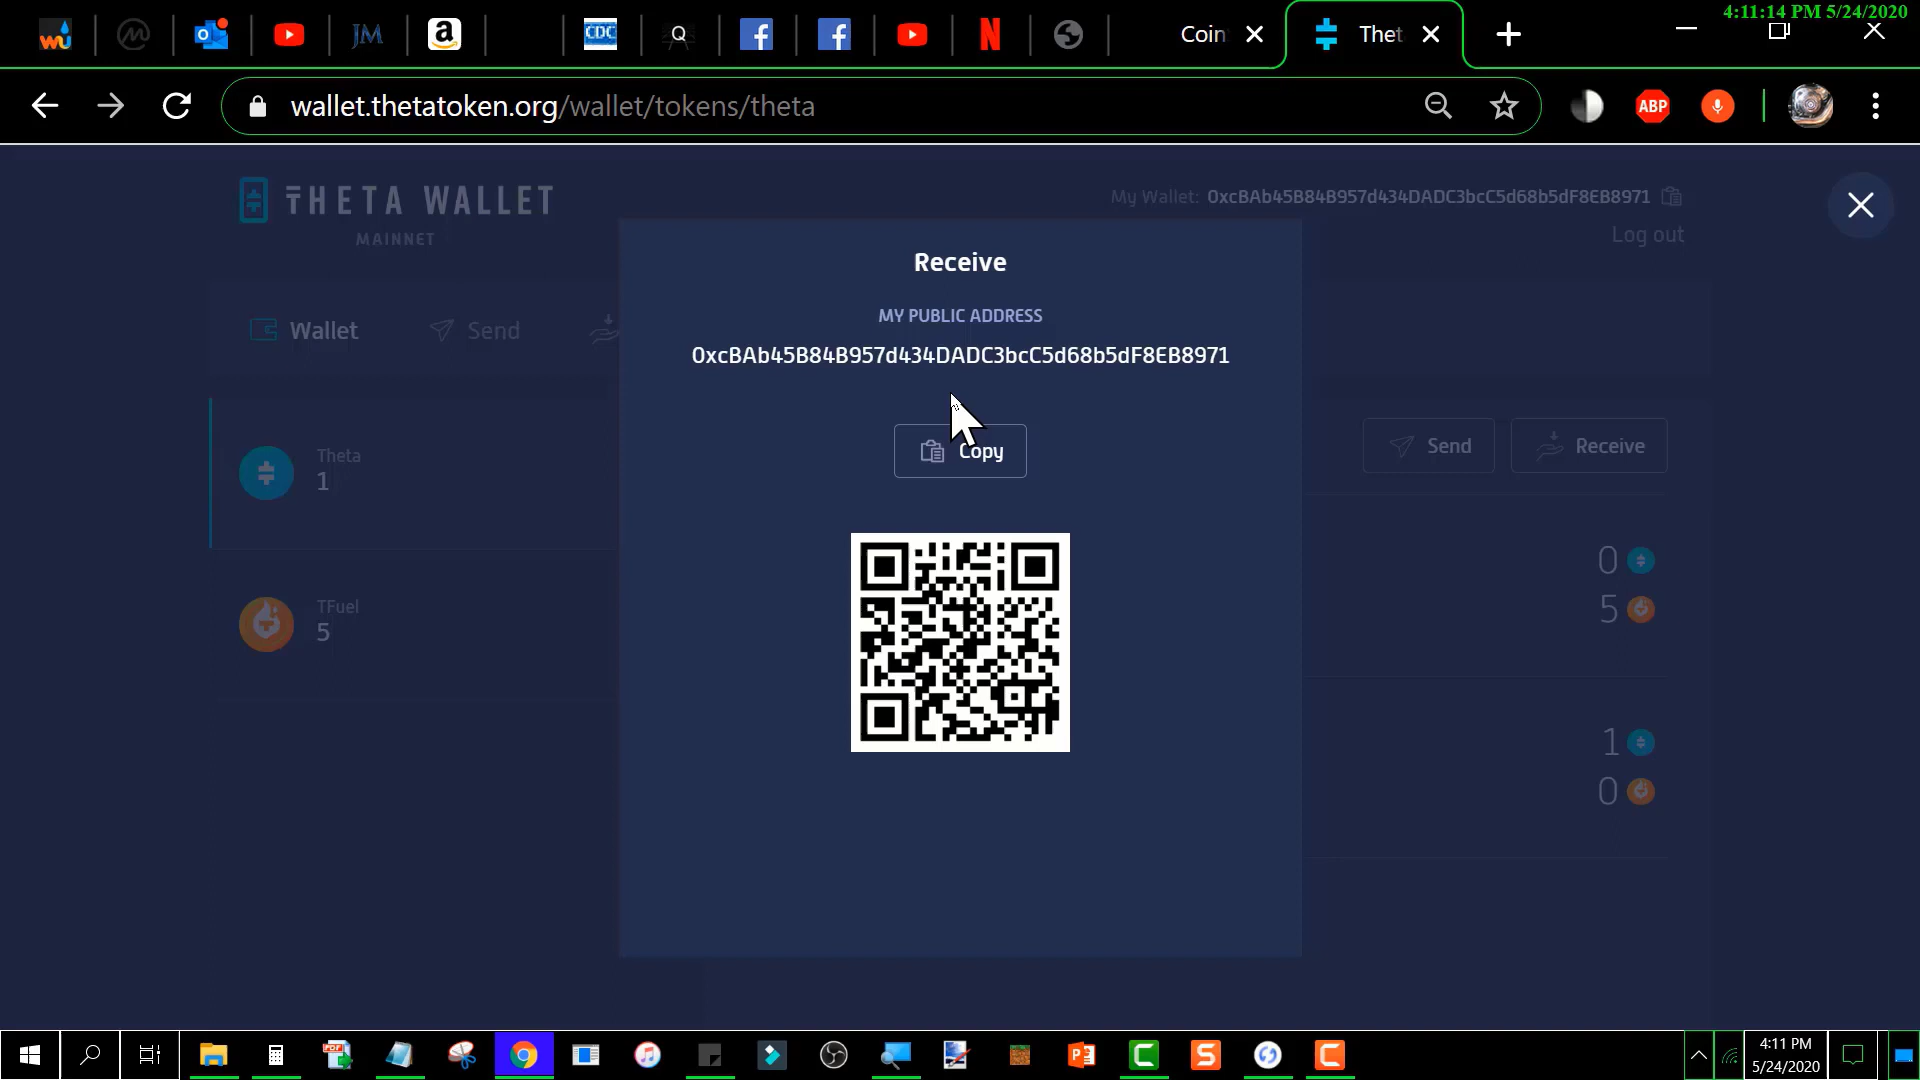 4:11:14 PM 5/24/2020
JM
a
CDC
Coin
Thet
wallet.thetatoken.org/wallet/tokens/theta
ABP
THETA WALLET
MAINNET
My Wallet: 0xcBAb45B84B957d434DADC3bcC5d68b5dF8EB8971
Log out
Receive
MY PUBLIC ADDRESS
0xcBAb45B84B957d434DADC3bcC5d68b5dF8EB8971
Wallet
Send
Copy
Send
Receive
Theta
1
TFuel
5
0
5
1
0
4:11 PM
5/24/2020